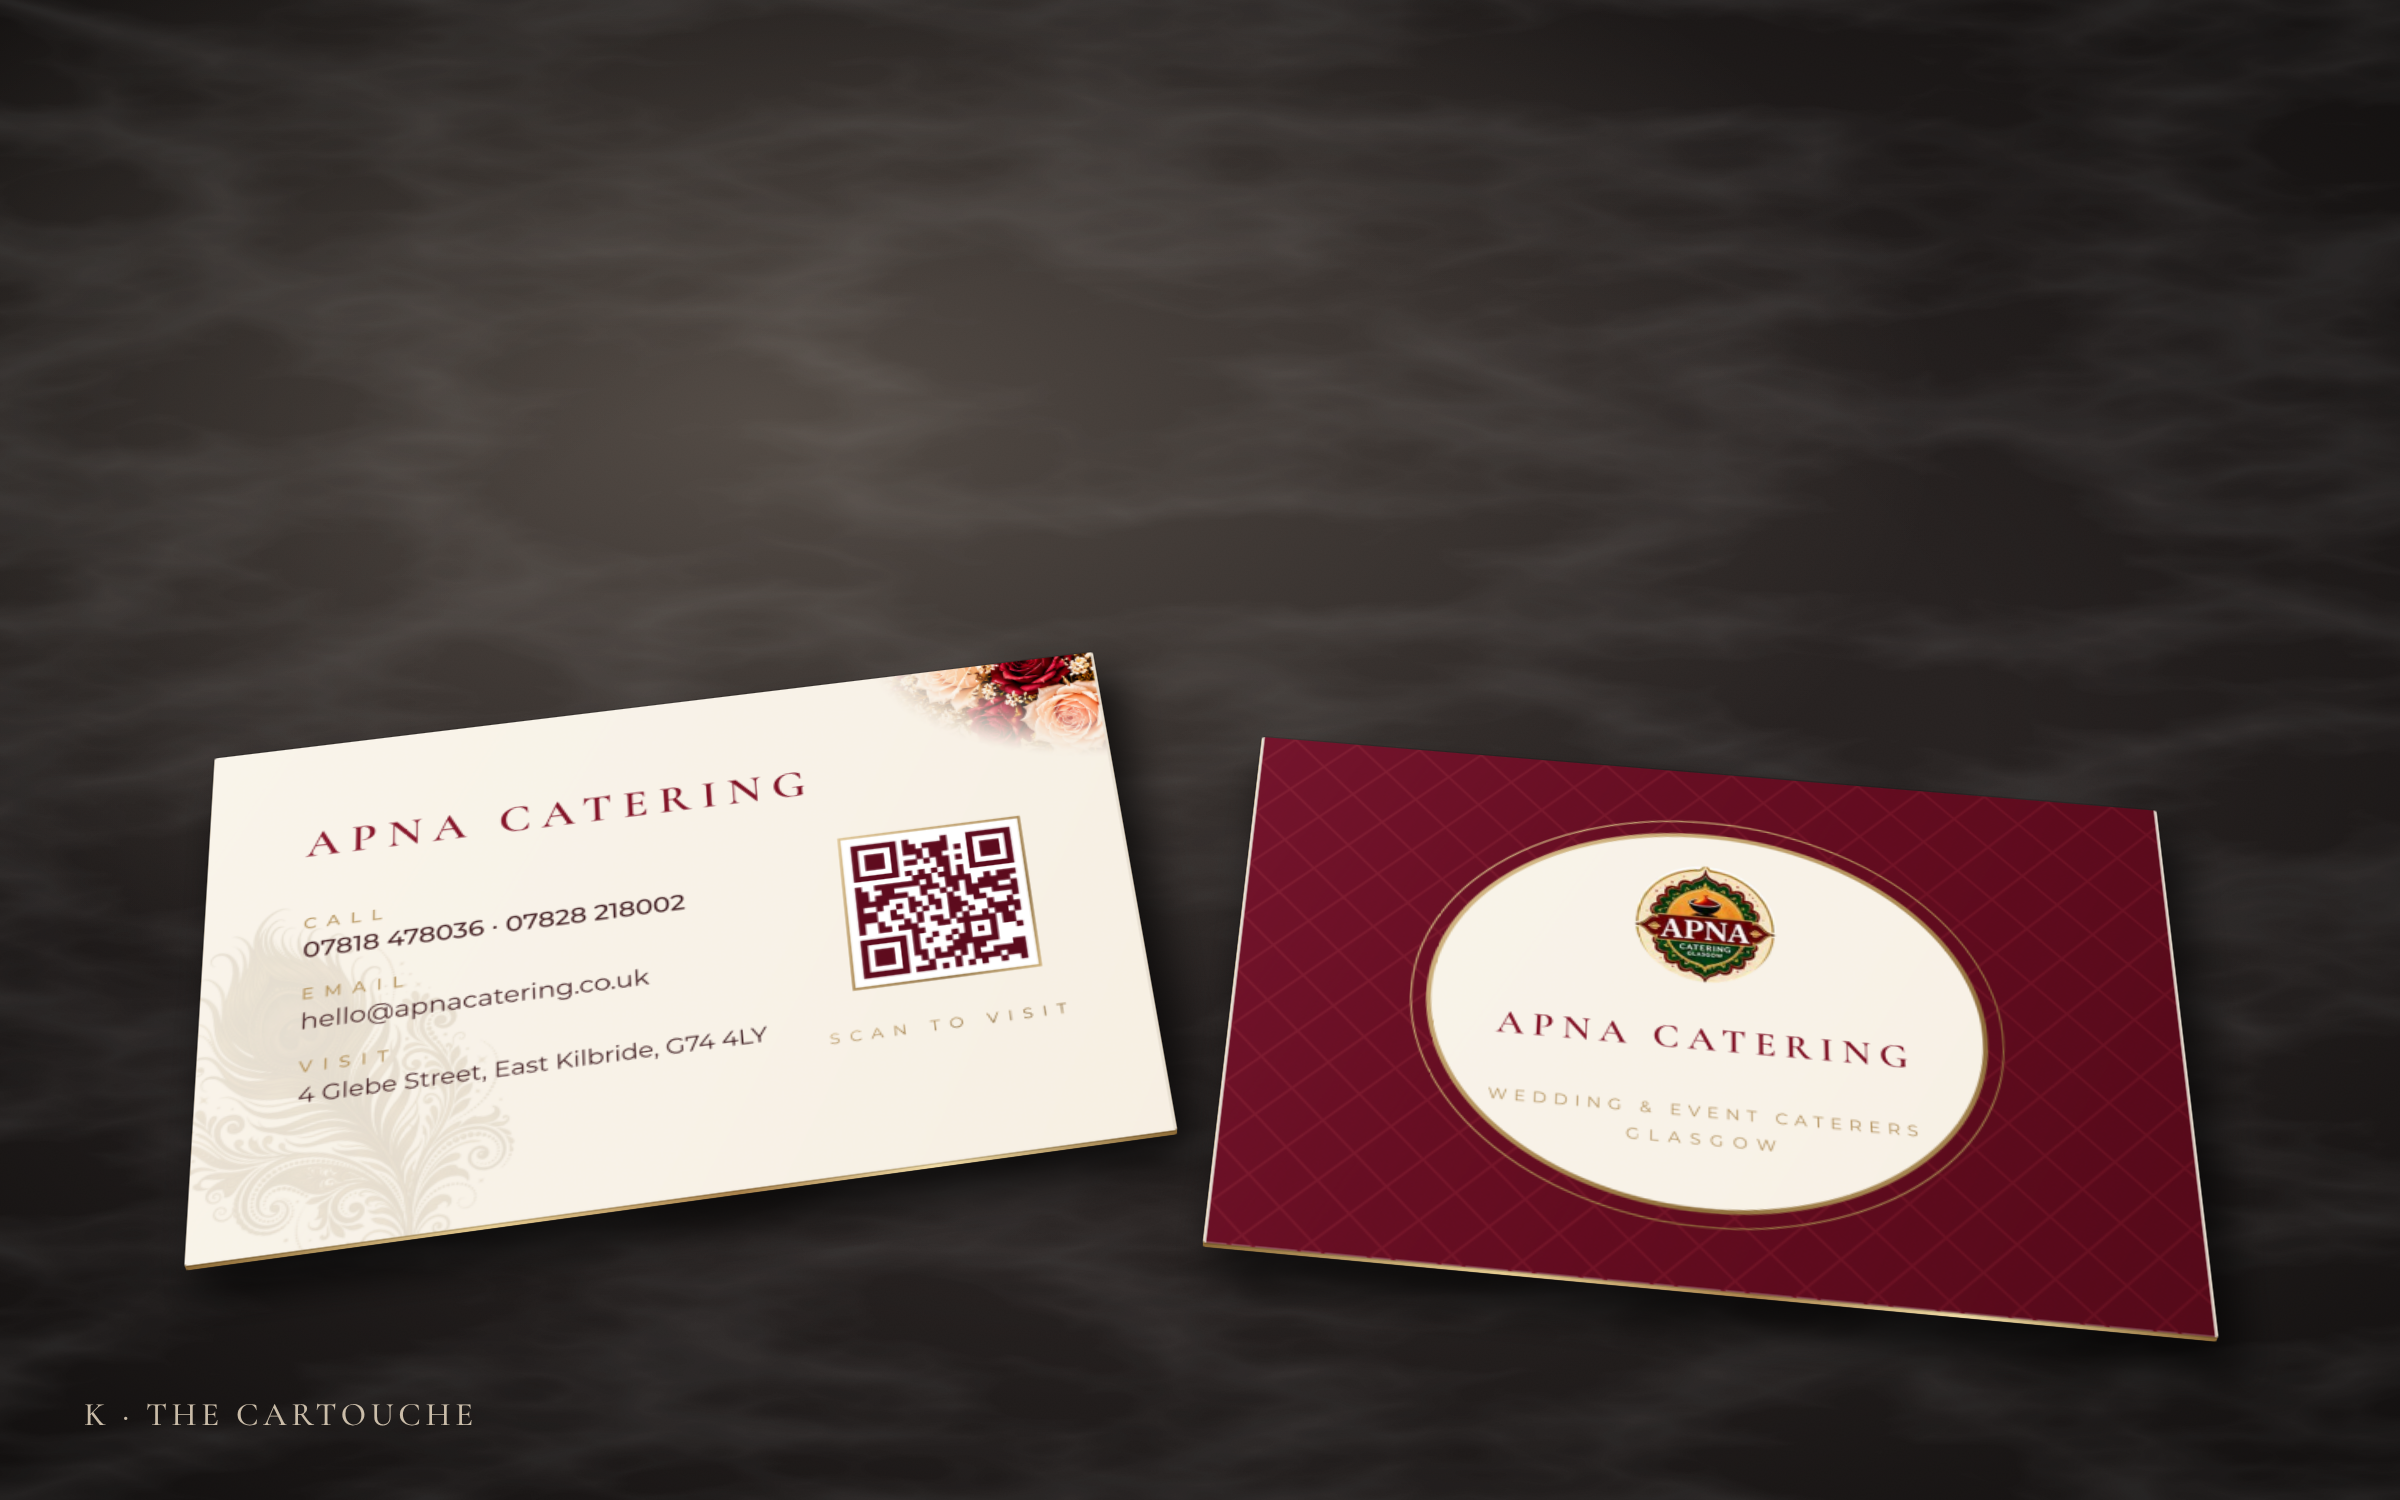 APNA CATERING
CALL
07818 478036 · 07828 218002
EMAIL
hello@apnacatering.co.uk
VISIT
4 Glebe Street, East Kilbride, G74 4LY
SCAN TO VISIT
APNA
CATERING
GLASGOW
APNA CATERING
WEDDING & EVENT CATERERS
GLASGOW
K · THE CARTOUCHE